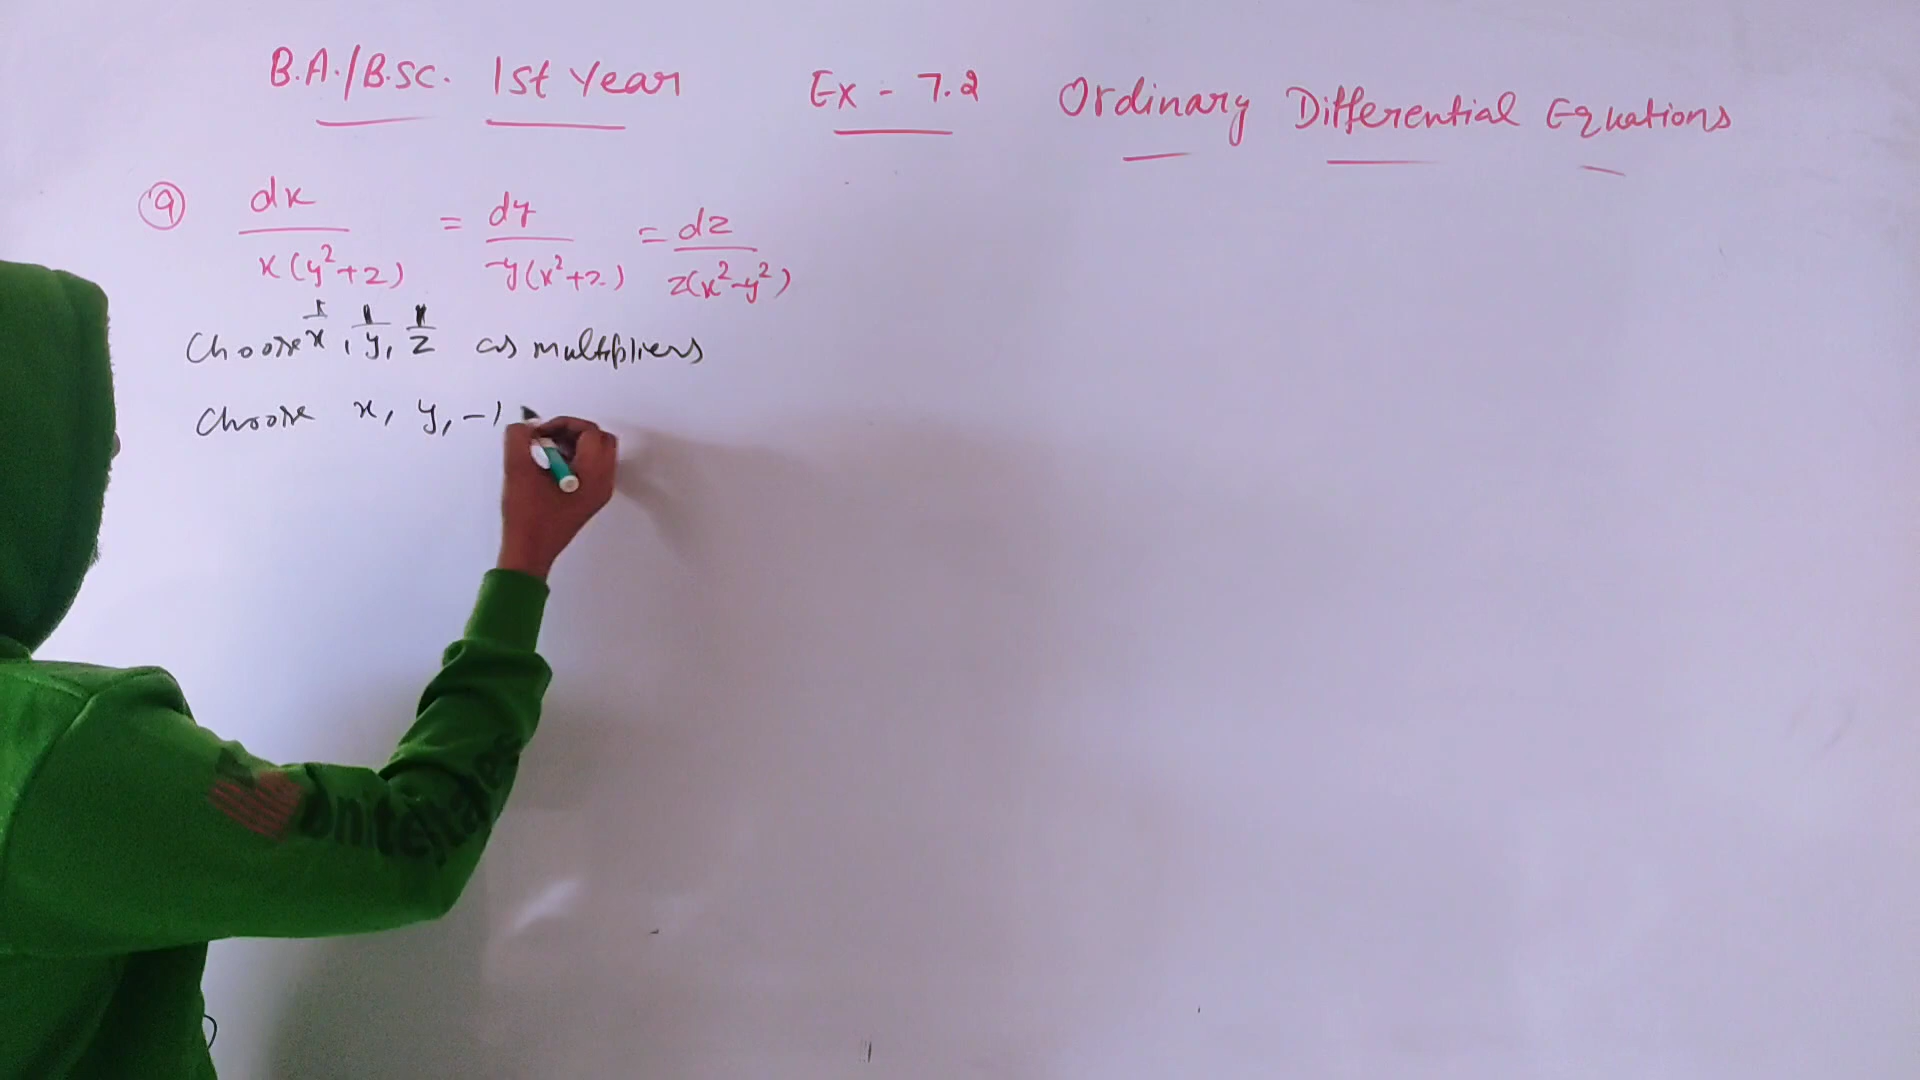 B.A./B.SC. 1st Year Ex - 7.2 Ordinary Differential Equations
⑨ dx/x(y²+z) = dy/-y(x²+z) = dz/z(x²-y²)
Choose 1/x, 1/y, 1/z as multipliers
Choose x, y, -1